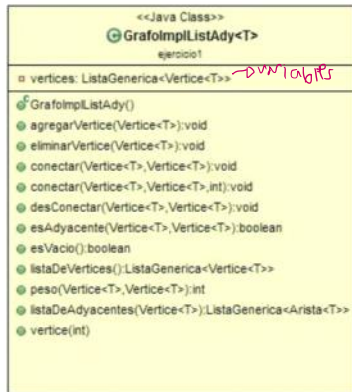 <<Java Class>>
GrafoImplListAdy<T>
ejercicio1
vertices: ListaGenerica<Vertice<T>> variables
GrafoImplListAdy()
agregarVertice(Vertice<T>):void
eliminarVertice(Vertice<T>):void
conectar(Vertice<T>,Vertice<T>):void
conectar(Vertice<T>,Vertice<T>,int):void
desConectar(Vertice<T>,Vertice<T>):void
esAdyacente(Vertice<T>,Vertice<T>):boolean
esVacio():boolean
listaDeVertices():ListaGenerica<Vertice<T>>
peso(Vertice<T>,Vertice<T>):int
listaDeAdyacentes(Vertice<T>):ListaGenerica<Arista<T>>
vertice(int)